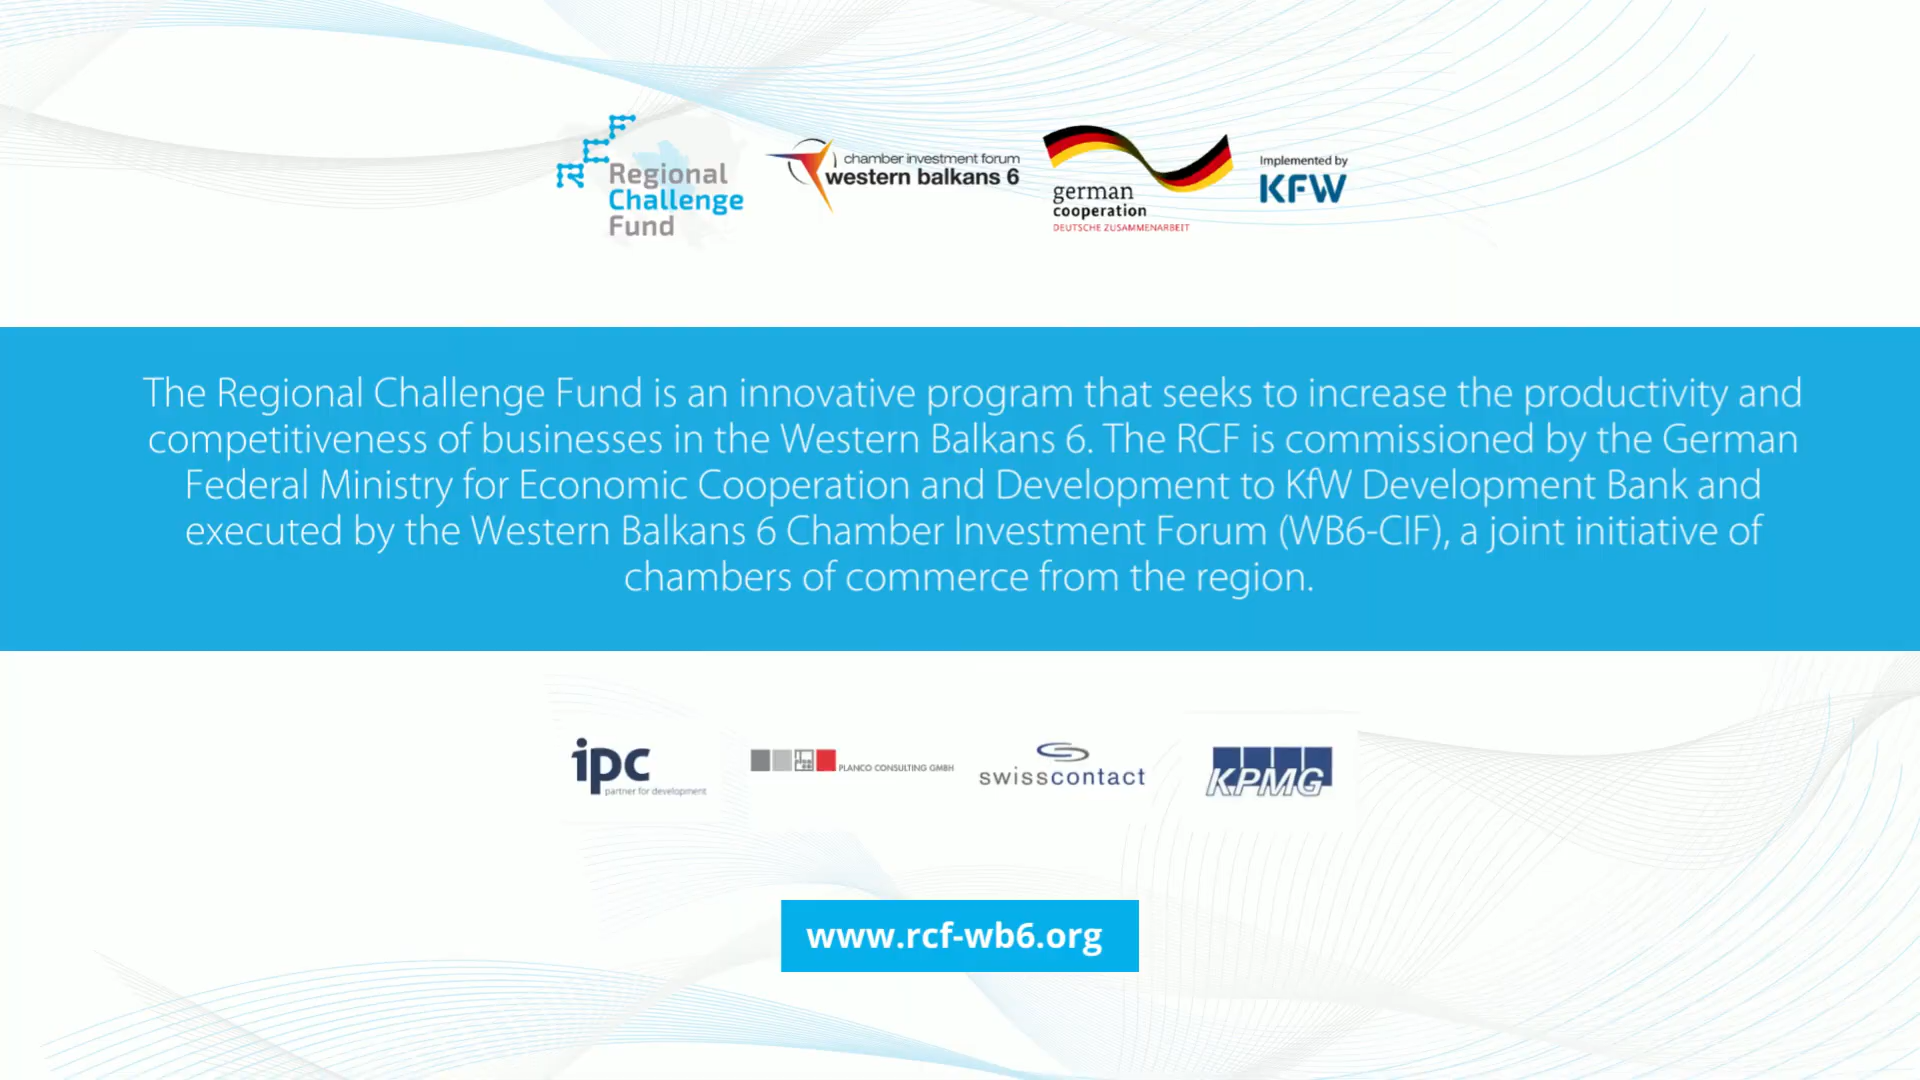 RCF
Regional
Challenge
Fund
chamber investment forum
western balkans 6
german
cooperation
DEUTSCHE ZUSAMMENARBEIT
Implemented by
KFW
The Regional Challenge Fund is an innovative program that seeks to increase the productivity and
competitiveness of businesses in the Western Balkans 6. The RCF is commissioned by the German
Federal Ministry for Economic Cooperation and Development to KfW Development Bank and
executed by the Western Balkans 6 Chamber Investment Forum (WB6-CIF), a joint initiative of
chambers of commerce from the region.
ipc
partner for development
PLANCO CONSULTING GMBH
swisscontact
KPMG
www.rcf-wb6.org